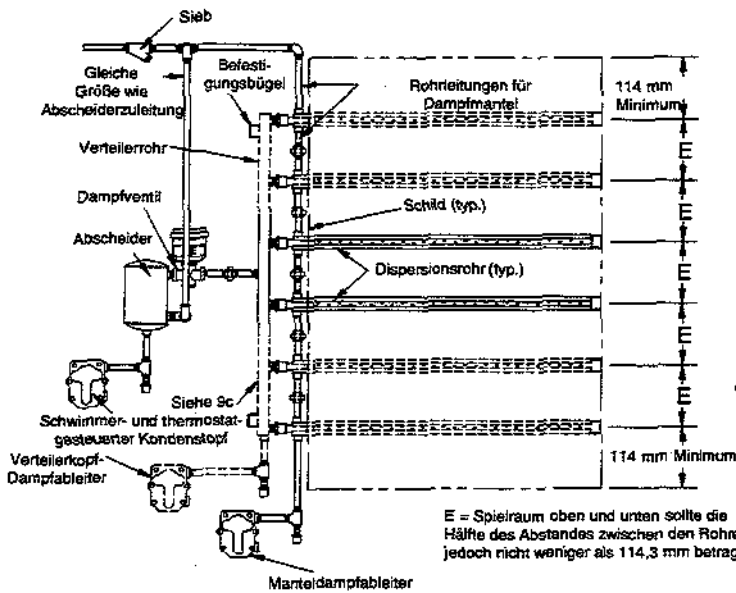 Sieb
Gleiche
Größe wie
Abscheiderzuleitung
Befesti-
gungsbügel
Rohrleitungen für
Dampfmantel
114 mm
Minimum
Verteilerrohr
E
Dampfventil
E
Schild (typ.)
Abscheider
E
Dispersionsrohr (typ.)
E
Siehe 9c
E
Schwimmer- und thermostat-
gesteuener Kondenstopf
Verteilerkopf-
Dampfableiter
114 mm Minimum
E = Spielraum oben und unten sollte die
Hälfte des Abstandes zwischen den Rohre
jedoch nicht weniger als 114,3 mm betrag
Manteldampfableiter